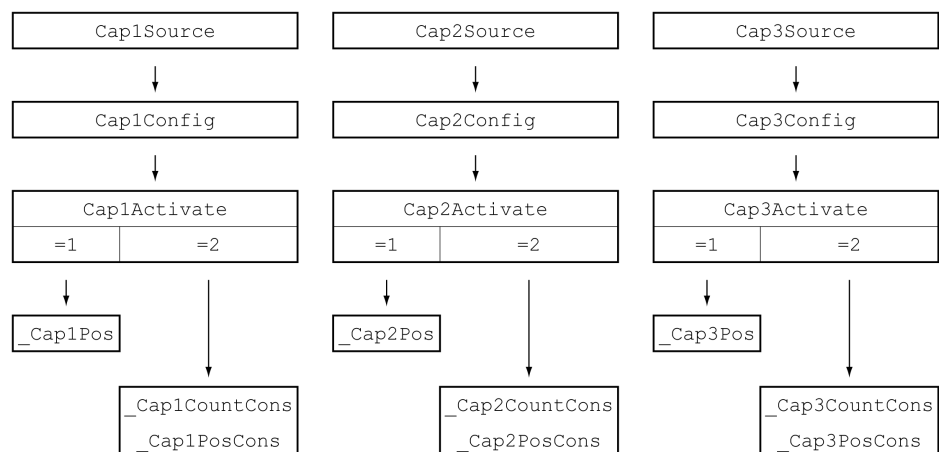 Cap1Source
Cap2Source
Cap3Source
Cap1Config
Cap2Config
Cap3Config
Cap1Activate
Cap2Activate
Cap3Activate
=1 =2
=1 =2
=1 =2
_Cap1Pos
_Cap2Pos
_Cap3Pos
_Cap1CountCons
_Cap1PosCons
_Cap2CountCons
_Cap2PosCons
_Cap3CountCons
_Cap3PosCons